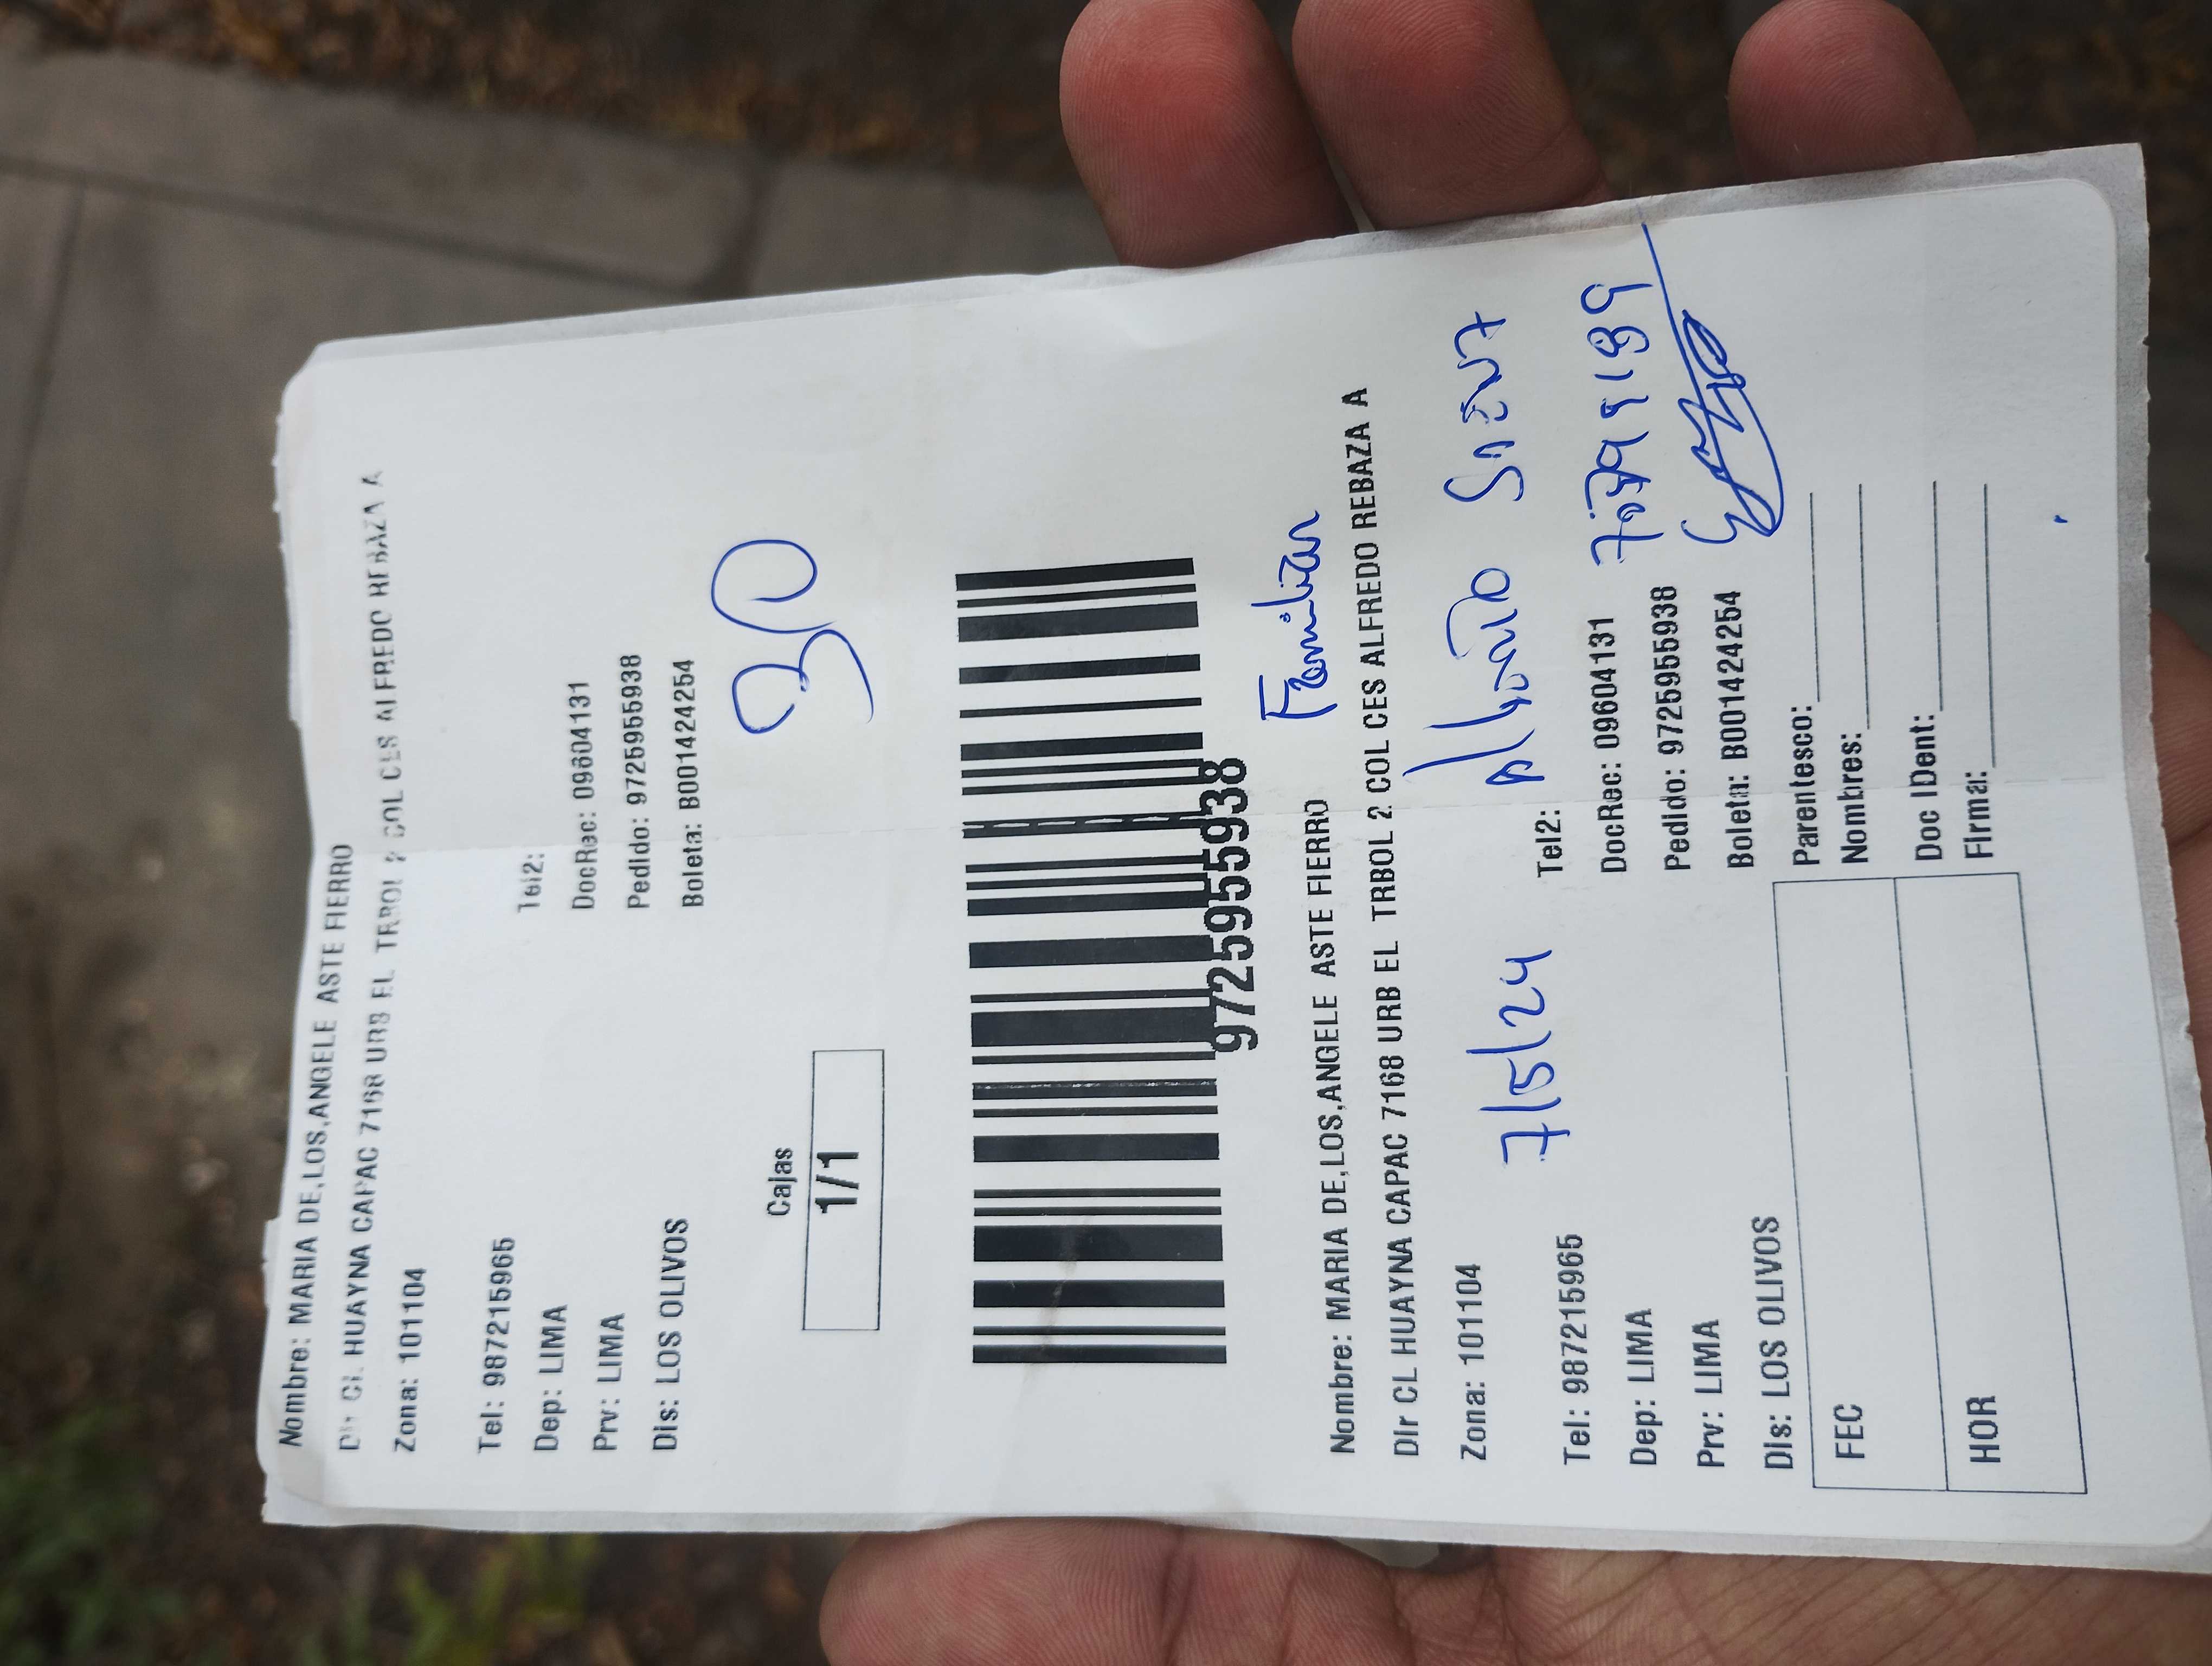 Nombre: MARIA DE,LOS,ANGELE ASTE FIERRO
Dir CL HUAYNA CAPAC 7168 URB EL TRBOL 2 COL CES ALFREDO REBAZA A
Zona: 101104
Tel: 987215965 Tel2:
Dep: LIMA DocRec: 09604131
Prv: LIMA Pedido: 9725955938
Dis: LOS OLIVOS Boleta: B001424254
30
Cajas
1/1
9725955938
Familiar
Nombre: MARIA DE,LOS,ANGELE ASTE FIERRO
Dir CL HUAYNA CAPAC 7168 URB EL TRBOL 2 COL CES ALFREDO REBAZA A
Zona: 101104
7/5/24
Tel: 987215965 Tel2:
Dep: LIMA DocRec: 09604131
Prv: LIMA Pedido: 9725955938
Dis: LOS OLIVOS Boleta: B001424254
FEC Parentesco:
Nombres:
HOR Doc IDent:
Firma: